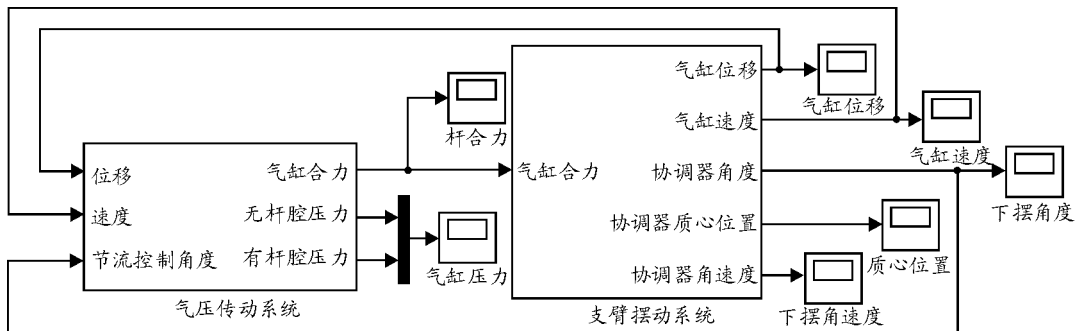 气缸位移
气缸位移
杆合力
气缸速度
气缸速度
位移
气缸合力
气缸合力
协调器角度
下摆角度
速度
无杆腔压力
协调器质心位置
节流控制角度
有杆腔压力
气缸压力
质心位置
协调器角速度
气压传动系统
支臂摆动系统
下摆角速度